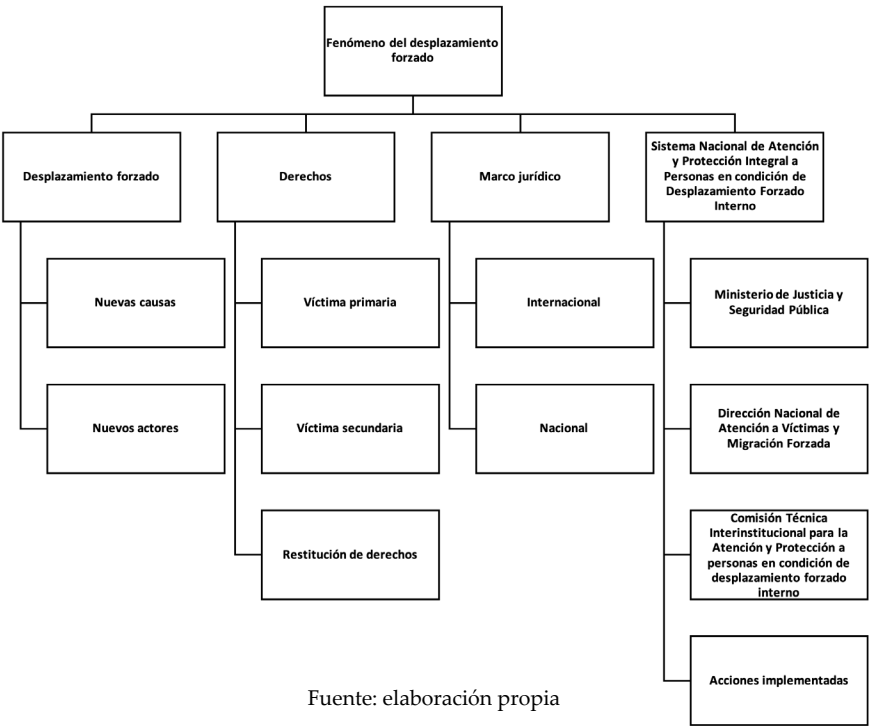 Fenómeno del desplazamiento
forzado
Desplazamiento forzado
Derechos
Marco jurídico
Sistema Nacional de Atención
y Protección Integral a
Personas en condición de
Desplazamiento Forzado
Interno
Nuevas causas
Víctima primaria
Internacional
Ministerio de Justicia y
Seguridad Pública
Nuevos actores
Víctima secundaria
Nacional
Dirección Nacional de
Atención a Víctimas y
Migración Forzada
Restitución de derechos
Comisión Técnica
Interinstitucional para la
Atención y Protección a
personas en condición de
desplazamiento forzado
interno
Acciones implementadas
Fuente: elaboración propia